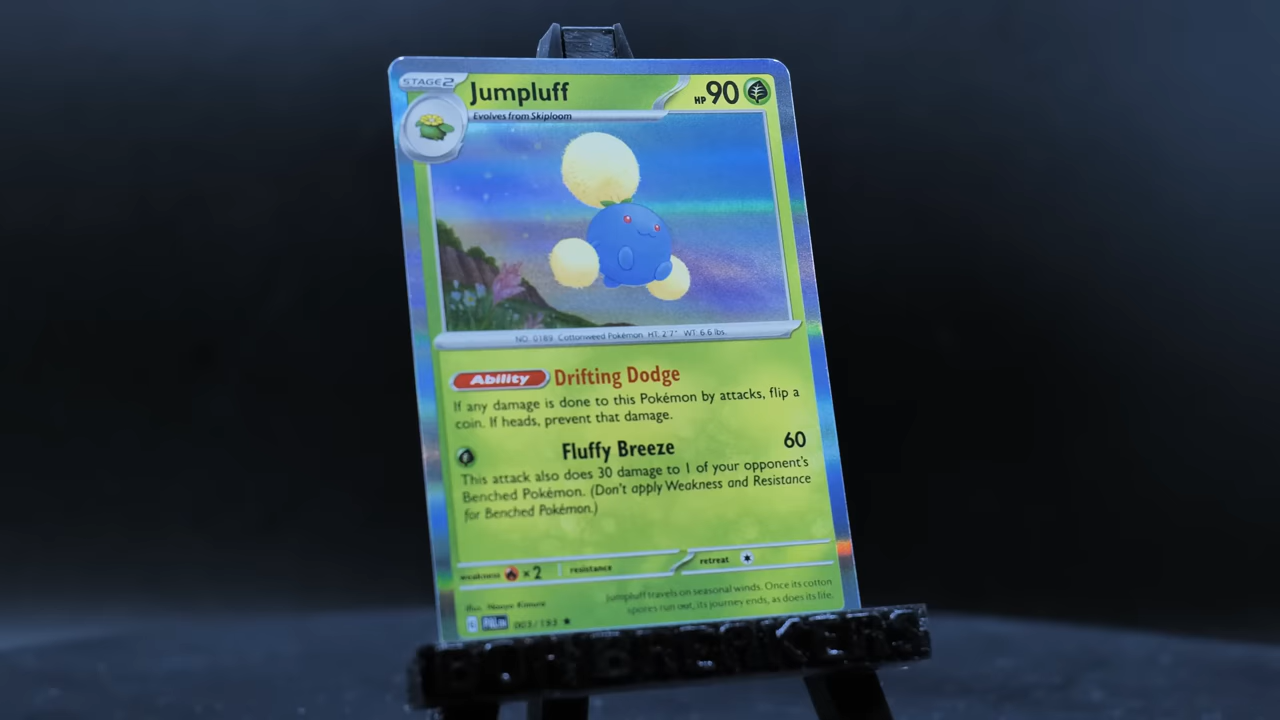 STAGE2
Jumpluff
HP 90
Evolves from Skiploom
NO. 0189 Cottonweed Pokémon HT: 2'7" WT: 6.6 lbs.
Ability Drifting Dodge
If any damage is done to this Pokémon by attacks, flip a
coin. If heads, prevent that damage.
Fluffy Breeze 60
This attack also does 30 damage to 1 of your opponent's
Benched Pokémon. (Don't apply Weakness and Resistance
for Benched Pokémon.)
weakness ×2 resistance retreat
Jumpluff travels on seasonal winds. Once its cotton
spores run out, its journey ends, as does its life.
Illus. Naoyo Kimura
PAL EN 003/193